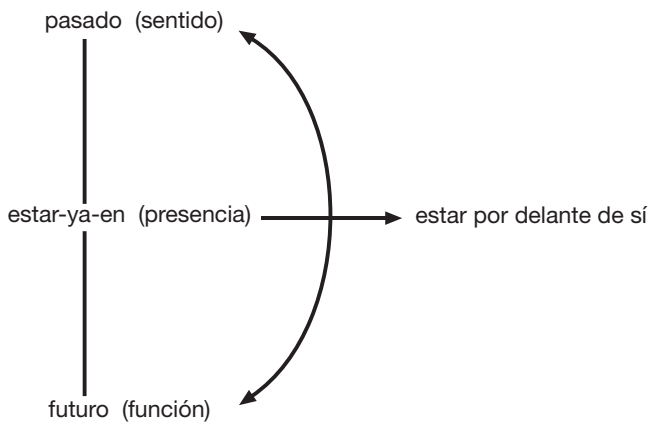 pasado (sentido)
estar-ya-en (presencia)
estar por delante de sí
futuro (función)